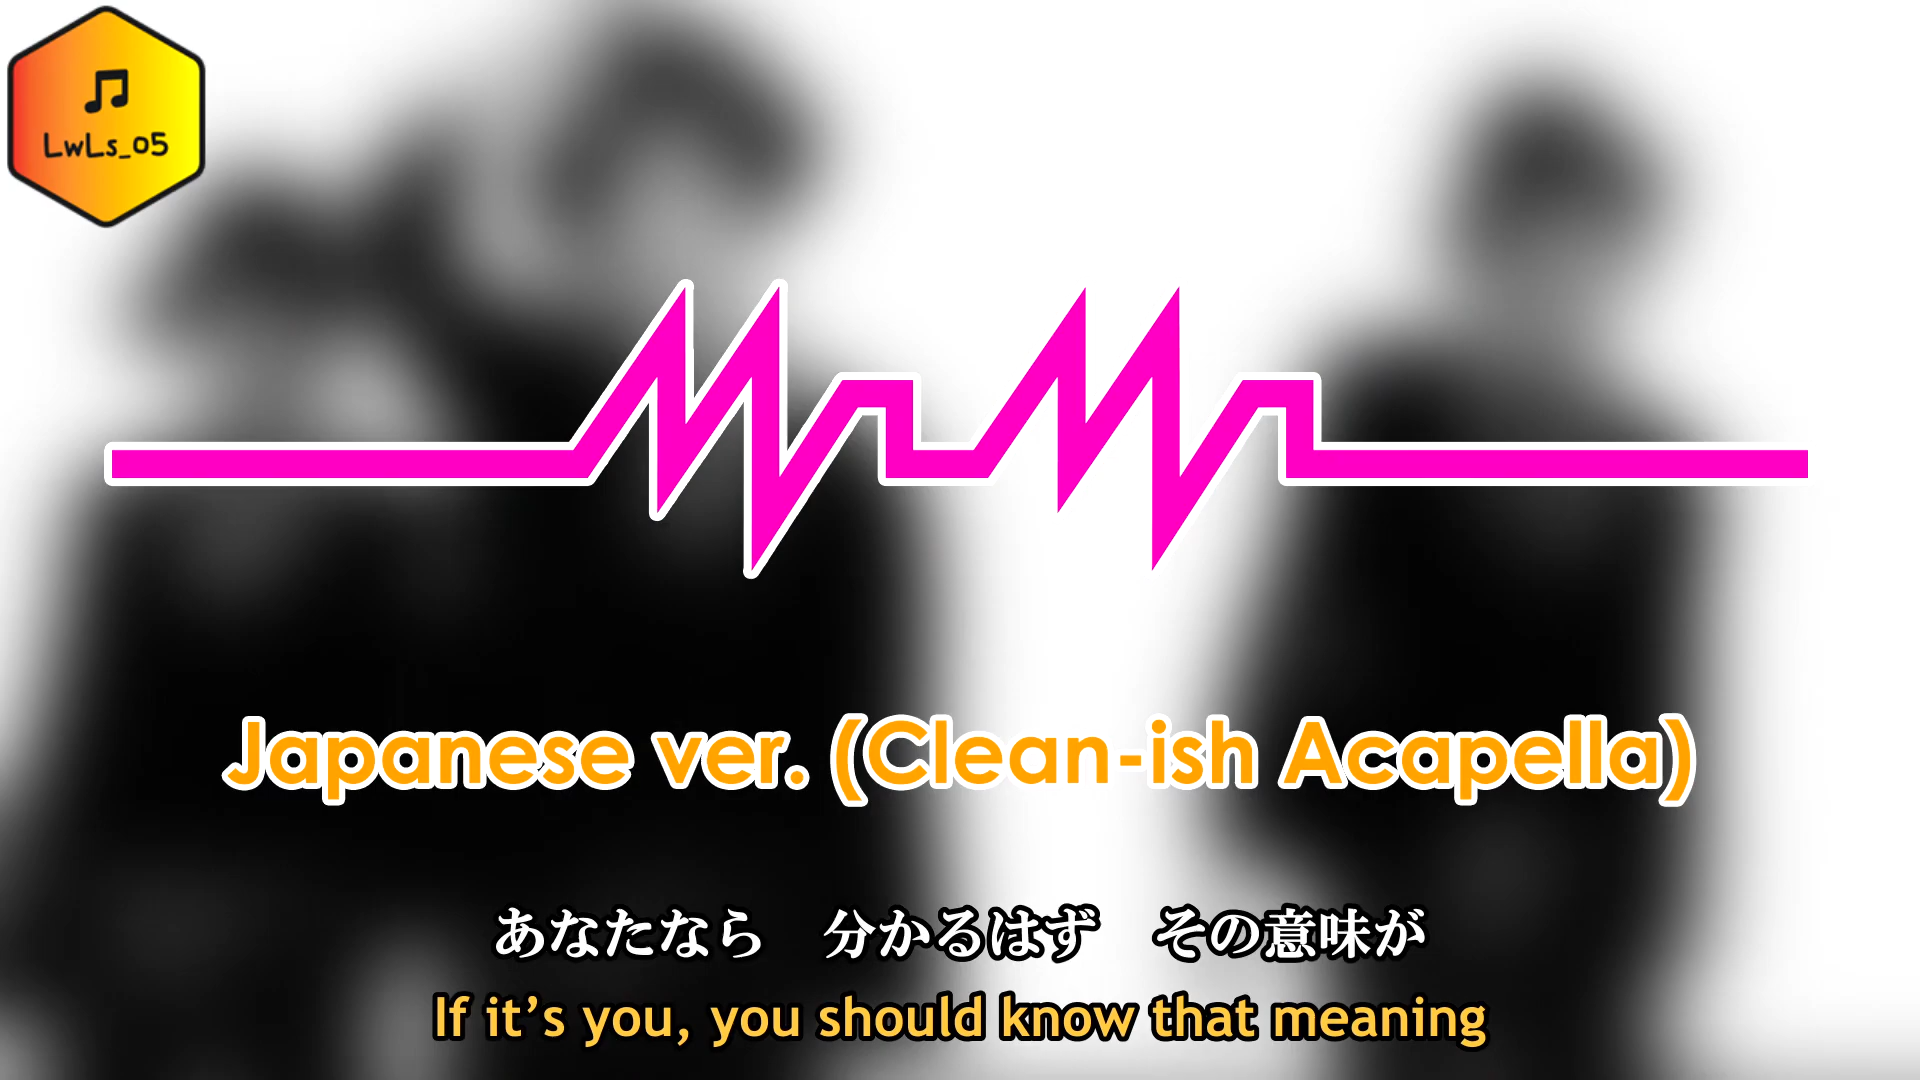 LwLs_05
Japanese ver. (Clean-ish Acapella)
あなたなら　分かるはず　その意味が
If it’s you, you should know that meaning